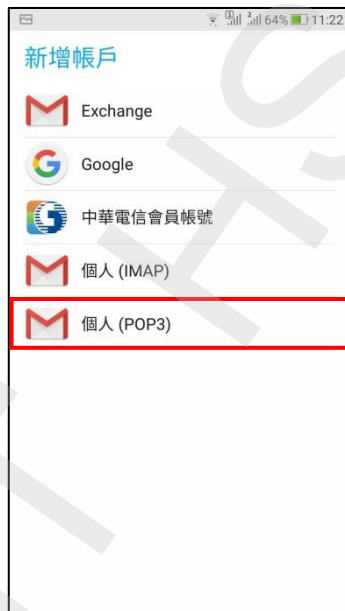 64% 11:22
新增帳戶
Exchange
Google
中華電信會員帳號
個人 (IMAP)
個人 (POP3)